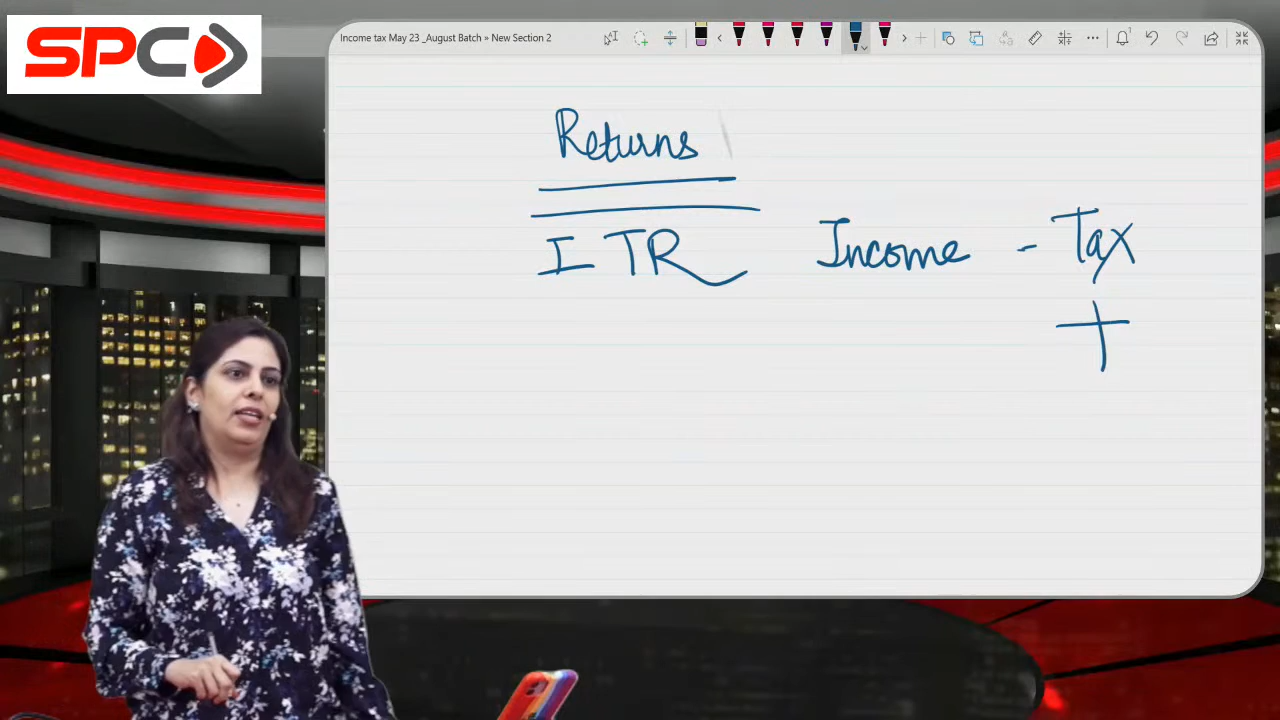 SPC
Income tax May 23 _August Batch » New Section 2
Returns
ITR Income - Tax
+